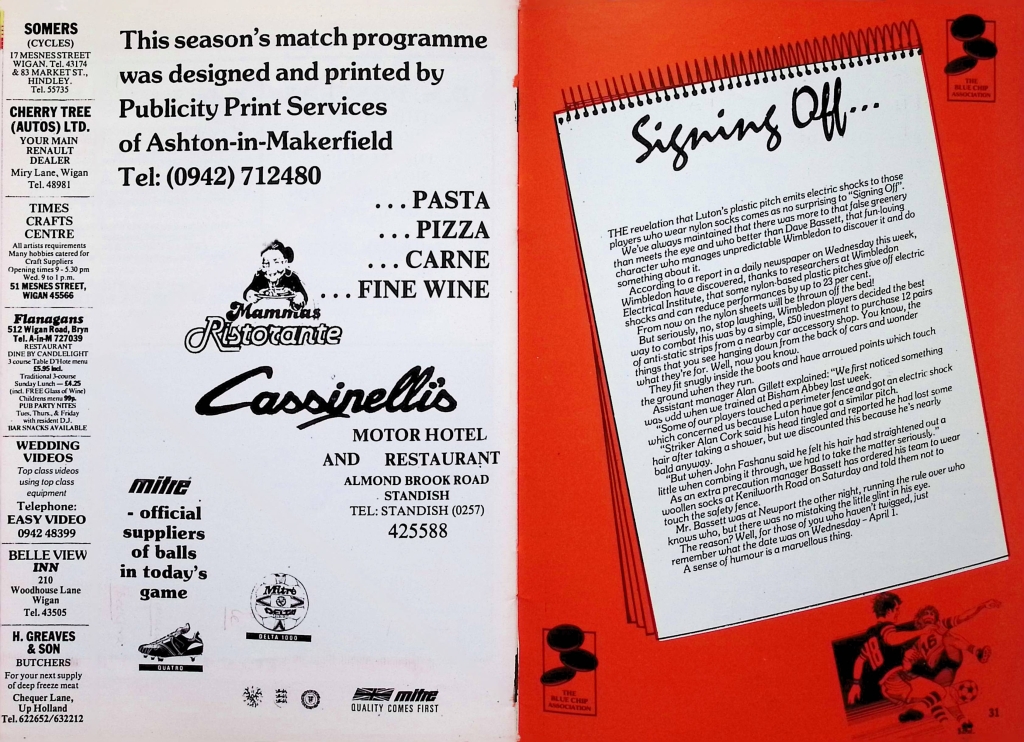 SOMERS
(CYCLES)
17 MESNES STREET
WIGAN. Tel. 43174
& 83 MARKET ST.,
HINDLEY.
Tel. 55735
CHERRY TREE
(AUTOS) LTD.
YOUR MAIN
RENAULT
DEALER
Miry Lane, Wigan
Tel. 48981
TIMES
CRAFTS
CENTRE
All artists requirements
Many hobbies catered for
Craft Suppliers
Opening times 9 - 5.30 pm
Wed. 9 to 1 p.m.
51 MESNES STREET,
WIGAN 45566
Flanagans
512 Wigan Road, Bryn
Tel. A-in-M 727039
RESTAURANT
DINE BY CANDLELIGHT
3 course Table D'Hote menu
£5.95 incl.
Traditional 3-course
Sunday Lunch — £4.25
(incl. FREE Glass of Wine)
Childrens menu 99p.
PUB PARTY NITES
Tues, Thurs, & Friday
with resident D.J.
BAR SNACKS AVAILABLE
WEDDING
VIDEOS
Top class videos
using top class
equipment
Telephone:
EASY VIDEO
0942 48399
BELLE VIEW
INN
210
Woodhouse Lane
Wigan
Tel. 43505
H. GREAVES
& SON
BUTCHERS
For your next supply
of deep freeze meat
Chequer Lane,
Up Holland
Tel. 622652/632212
This season's match programme
was designed and printed by
Publicity Print Services
of Ashton-in-Makerfield
Tel: (0942) 712480
... PASTA
... PIZZA
... CARNE
... FINE WINE
Mammas
Ristorante
Cassinelli's
MOTOR HOTEL
AND RESTAURANT
ALMOND BROOK ROAD
STANDISH
TEL: STANDISH (0257)
425588
mitre
- official
suppliers
of balls
in today's
game
Mitre
DELTA
DELTA 1000
QUATRO
mitre
QUALITY COMES FIRST
THE
BLUE CHIP
ASSOCIATION
Signing Off...
THE revelation that Luton's plastic pitch emits electric shocks to those
players who wear nylon socks comes as no surprising to "Signing Off".
We've always maintained that there was more to that false greenery
than meets the eye and who better than Dave Bassett, that fun-loving
character who manages unpredictable Wimbledon to discover it and do
something about it.
According to a report in a daily newspaper on Wednesday this week,
Wimbledon have discovered, thanks to researchers at Wimbledon
Electrical Institute, that some nylon-based plastic pitches give off electric
shocks and can reduce performances by up to 23 per cent.
From now on the nylon sheets will be thrown off the bed!
But seriously, no, stop laughing, Wimbledon players decided the best
way to combat this was by a simple, £50 investment to purchase 12 pairs
of anti-static strips from a nearby car accessory shop. You know, the
things that you see hanging down from the back of cars and wonder
what they're for. Well, now you know.
They fit snugly inside the boots and have arrowed points which touch
the ground when they run.
Assistant manager Alan Gillett explained: "We first noticed something
was odd when we trained at Bisham Abbey last week.
"Some of our players touched a perimeter fence and got an electric shock
which concerned us because Luton have got a similar pitch.
"Striker Alan Cork said his head tingled and reported he had lost some
hair after taking a shower, but we discounted this because he's nearly
bald anyway.
"But when John Fashanu said he felt his hair had straightened out a
little when combing it through, we had to take the matter seriously."
As an extra precaution manager Bassett has ordered his team to wear
woollen socks at Kenilworth Road on Saturday and told them not to
touch the safety fence.
Mr. Bassett was at Newport the other night, running the rule over who
knows who, but there was no mistaking the little glint in his eye.
The reason? Well, for those of you who haven't twigged, just
remember what the date was on Wednesday – April 1.
A sense of humour is a marvellous thing.
THE
BLUE CHIP
ASSOCIATION
18
16
31